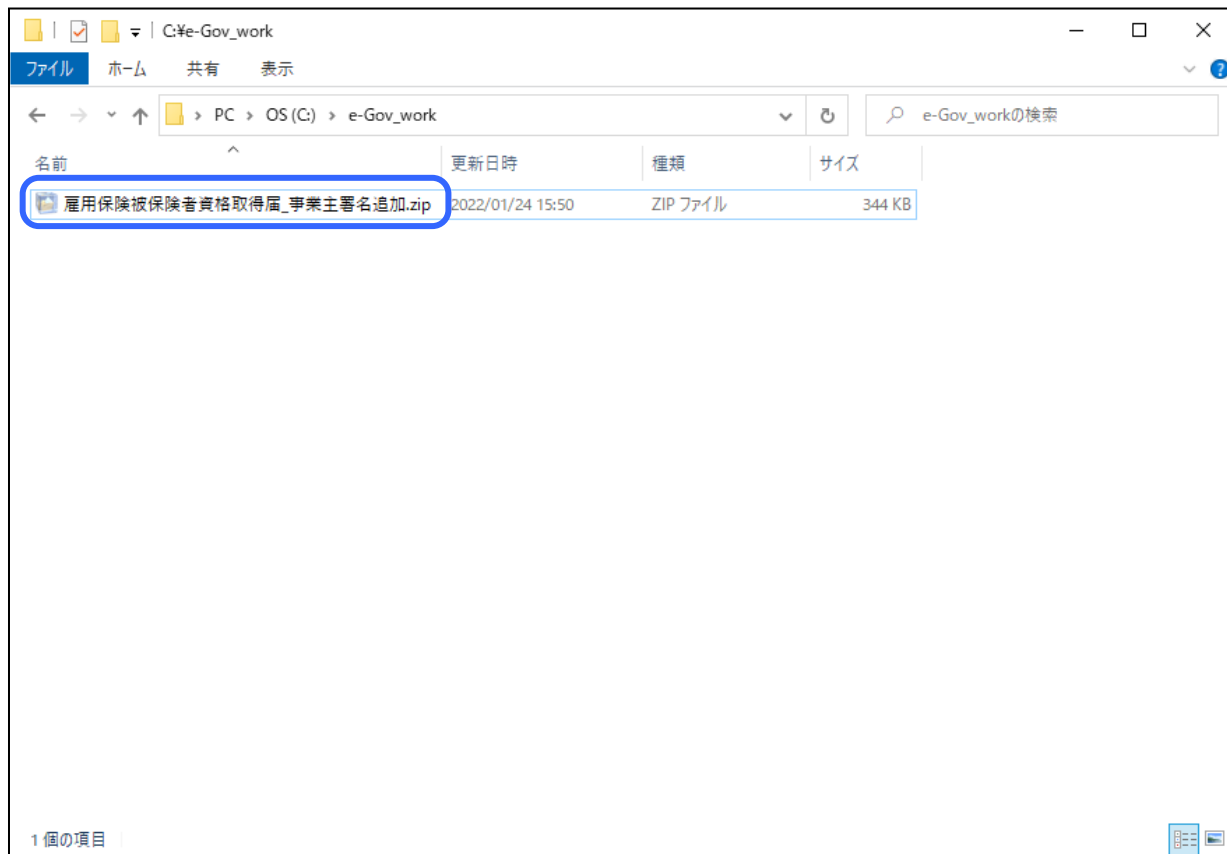 C:¥e-Gov_work
ファイル ホーム 共有 表示
PC › OS (C:) › e-Gov_work e-Gov_workの検索
名前 更新日時 種類 サイズ
雇用保険被保険者資格取得届_事業主署名追加.zip 2022/01/24 15:50 ZIP ファイル 344 KB
1 個の項目